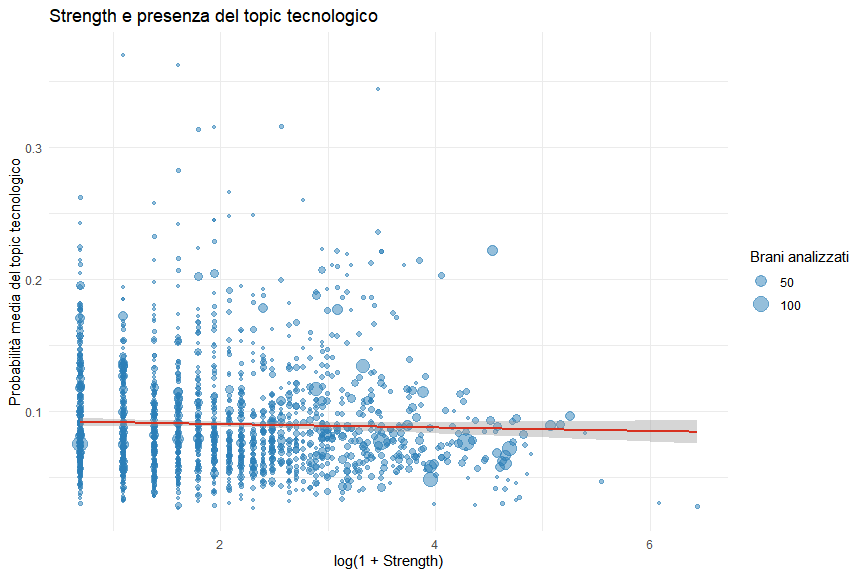 Strength e presenza del topic tecnologico
Probabilità media del topic tecnologico
0.3
0.2
0.1
2
4
6
log(1 + Strength)
Brani analizzati
50
100